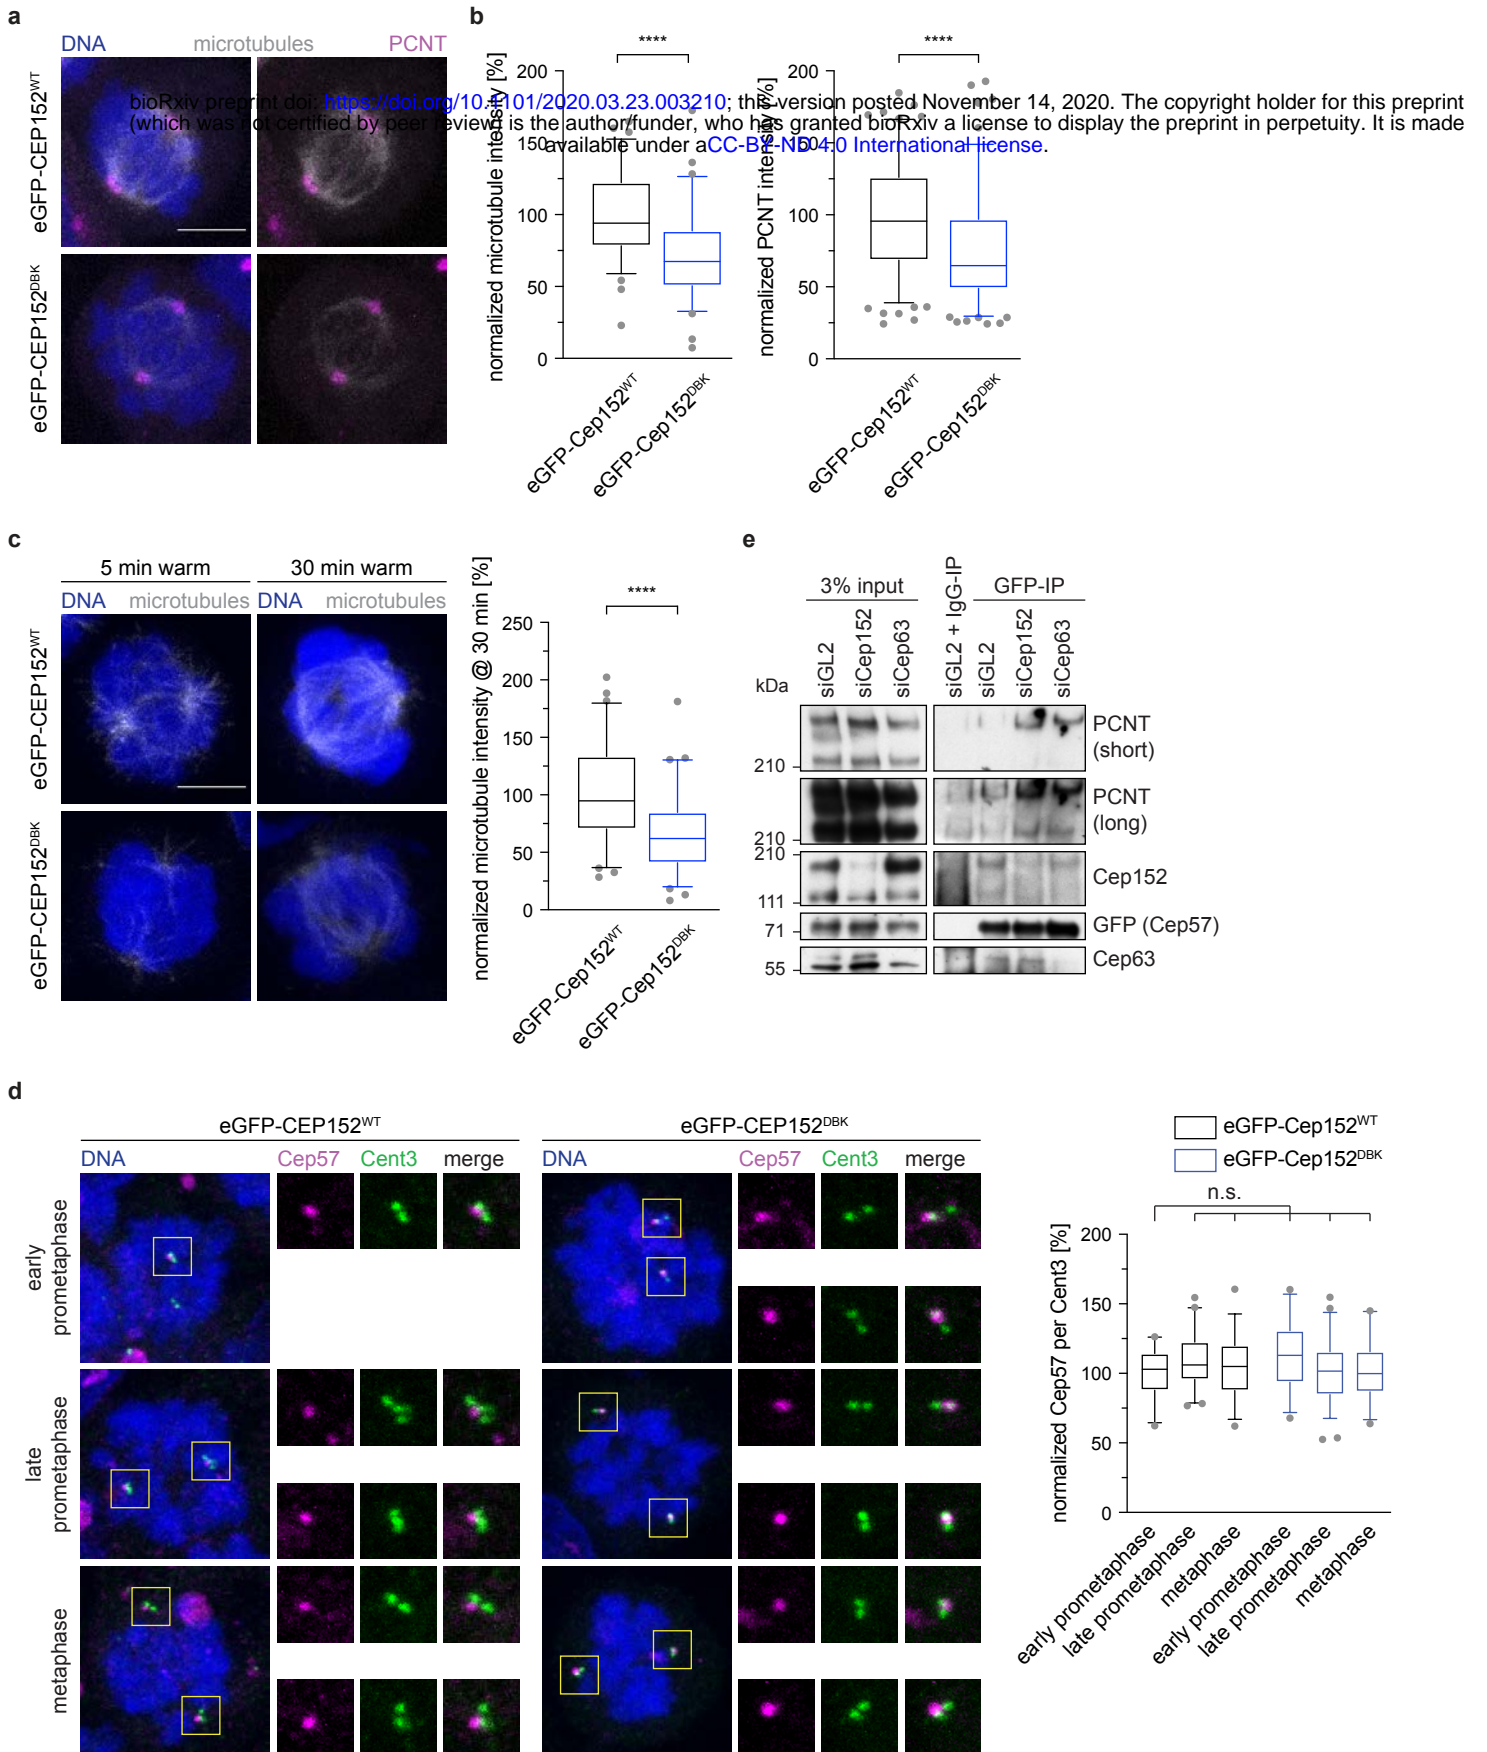 a
DNA microtubules PCNT
eGFP-CEP152WT
eGFP-CEP152DBK
b
bioRxiv preprint doi: https://doi.org/10.1101/2020.03.23.003210; this version posted November 14, 2020. The copyright holder for this preprint
(which was not certified by peer review) is the author/funder, who has granted bioRxiv a license to display the preprint in perpetuity. It is made
available under aCC-BY-ND 4.0 International license.
normalized microtubule intensity [%]
****
200
150
100
50
0
eGFP-Cep152WT
eGFP-Cep152DBK
normalized PCNT intensity [%]
****
200
150
100
50
0
eGFP-Cep152WT
eGFP-Cep152DBK
c
5 min warm 30 min warm
DNA microtubules DNA microtubules
eGFP-CEP152WT
eGFP-CEP152DBK
normalized microtubule intensity @ 30 min [%]
****
250
200
150
100
50
0
eGFP-Cep152WT
eGFP-Cep152DBK
e
3% input
siGL2 + IgG-IP
GFP-IP
kDa
siGL2
siCep152
siCep63
siGL2
siCep152
siCep63
210
PCNT
(short)
210
PCNT
(long)
210
111
Cep152
71
GFP (Cep57)
55
Cep63
d
eGFP-CEP152WT eGFP-CEP152DBK
DNA Cep57 Cent3 merge DNA Cep57 Cent3 merge
early
prometaphase
late
prometaphase
metaphase
eGFP-Cep152WT
eGFP-Cep152DBK
n.s.
normalized Cep57 per Cent3 [%]
200
150
100
50
0
early prometaphase
late prometaphase
metaphase
early prometaphase
late prometaphase
metaphase